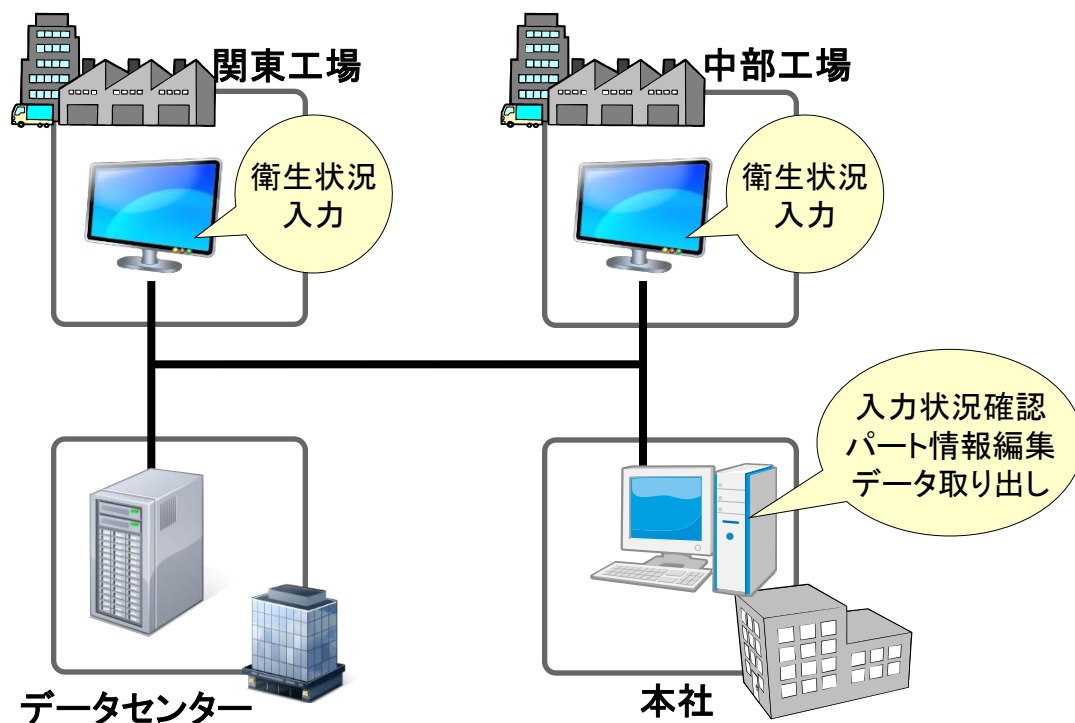 関東工場
中部工場
衛生状況
入力
衛生状況
入力
入力状況確認
パート情報編集
データ取り出し
データセンター
本社